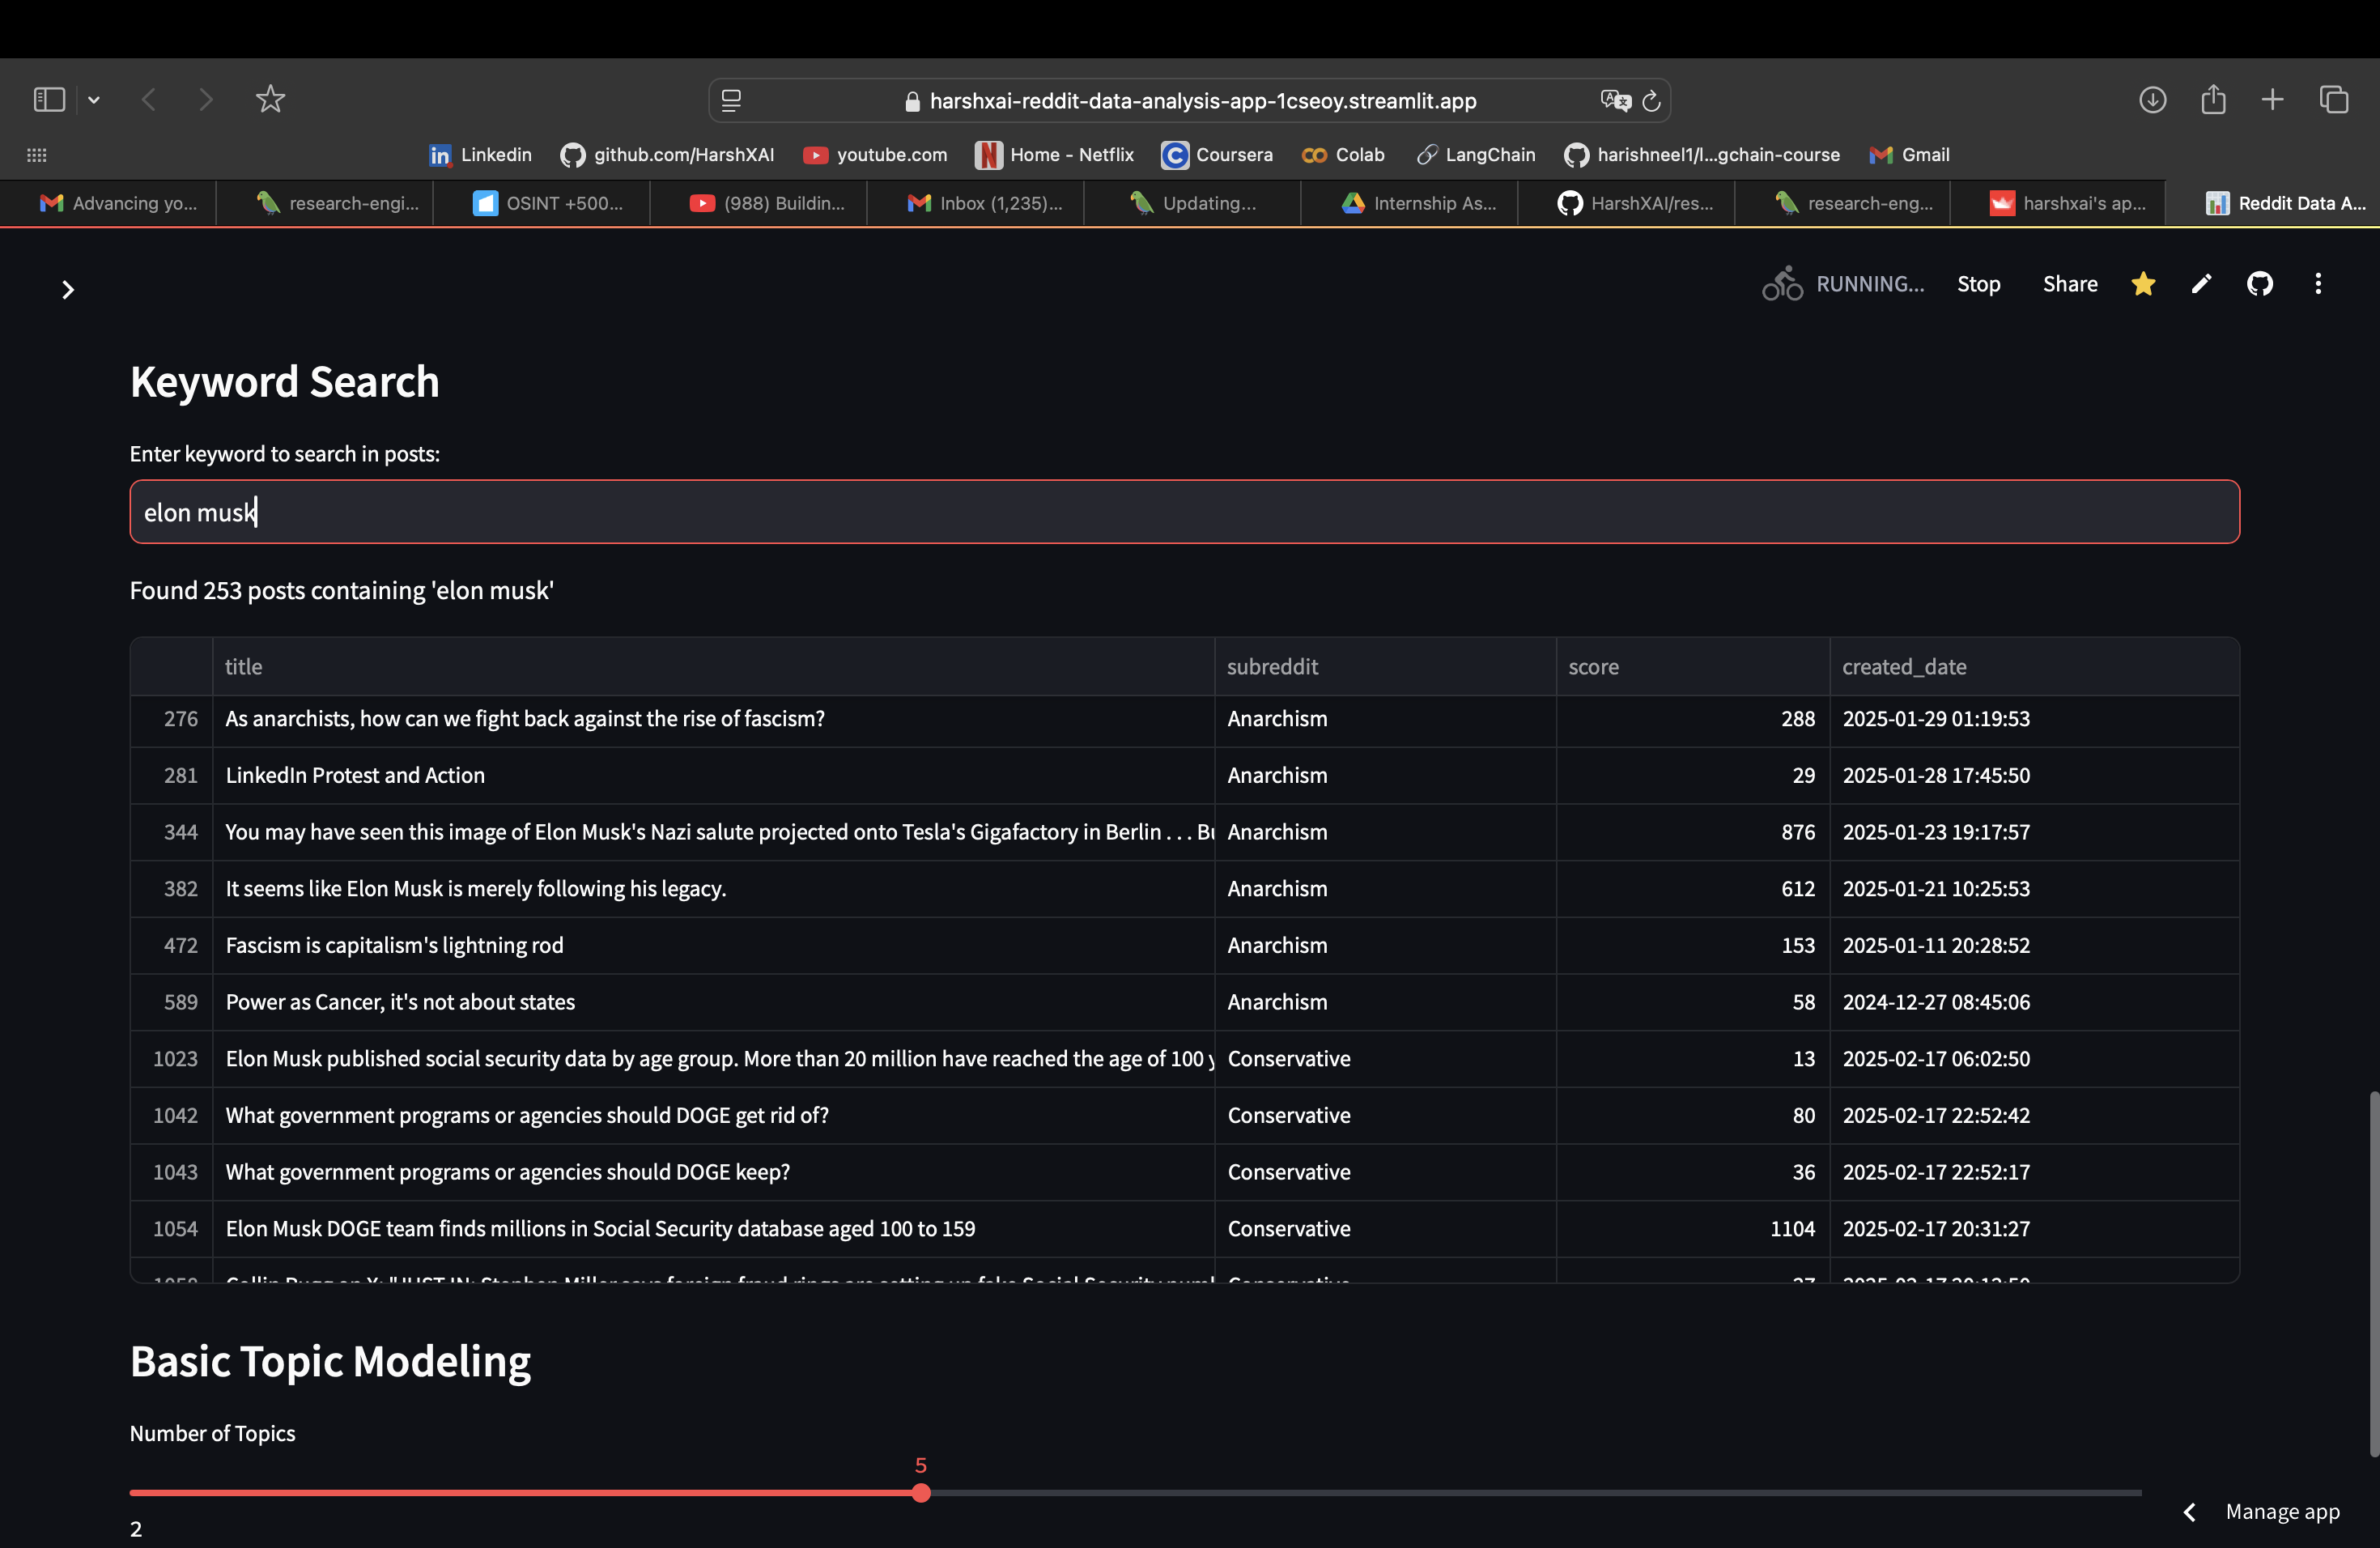 harshxai-reddit-data-analysis-app-1cseoy.streamlit.app
Linkedin github.com/HarshXAI youtube.com Home - Netflix Coursera Colab LangChain harishneel1/l...gchain-course Gmail
Advancing yo... research-engi... OSINT +500... (988) Buildin... Inbox (1,235)... Updating... Internship As... HarshXAI/res... research-eng... harshxai's ap... Reddit Data A...
RUNNING... Stop Share
Keyword Search
Enter keyword to search in posts:
elon musk
Found 253 posts containing 'elon musk'
title subreddit score created_date
276 As anarchists, how can we fight back against the rise of fascism? Anarchism 288 2025-01-29 01:19:53
281 LinkedIn Protest and Action Anarchism 29 2025-01-28 17:45:50
344 You may have seen this image of Elon Musk's Nazi salute projected onto Tesla's Gigafactory in Berlin . . . Anarchism 876 2025-01-23 19:17:57
382 It seems like Elon Musk is merely following his legacy. Anarchism 612 2025-01-21 10:25:53
472 Fascism is capitalism's lightning rod Anarchism 153 2025-01-11 20:28:52
589 Power as Cancer, it's not about states Anarchism 58 2024-12-27 08:45:06
1023 Elon Musk published social security data by age group. More than 20 million have reached the age of 100 y Conservative 13 2025-02-17 06:02:50
1042 What government programs or agencies should DOGE get rid of? Conservative 80 2025-02-17 22:52:42
1043 What government programs or agencies should DOGE keep? Conservative 36 2025-02-17 22:52:17
1054 Elon Musk DOGE team finds millions in Social Security database aged 100 to 159 Conservative 1104 2025-02-17 20:31:27
Basic Topic Modeling
Number of Topics
5
2
Manage app